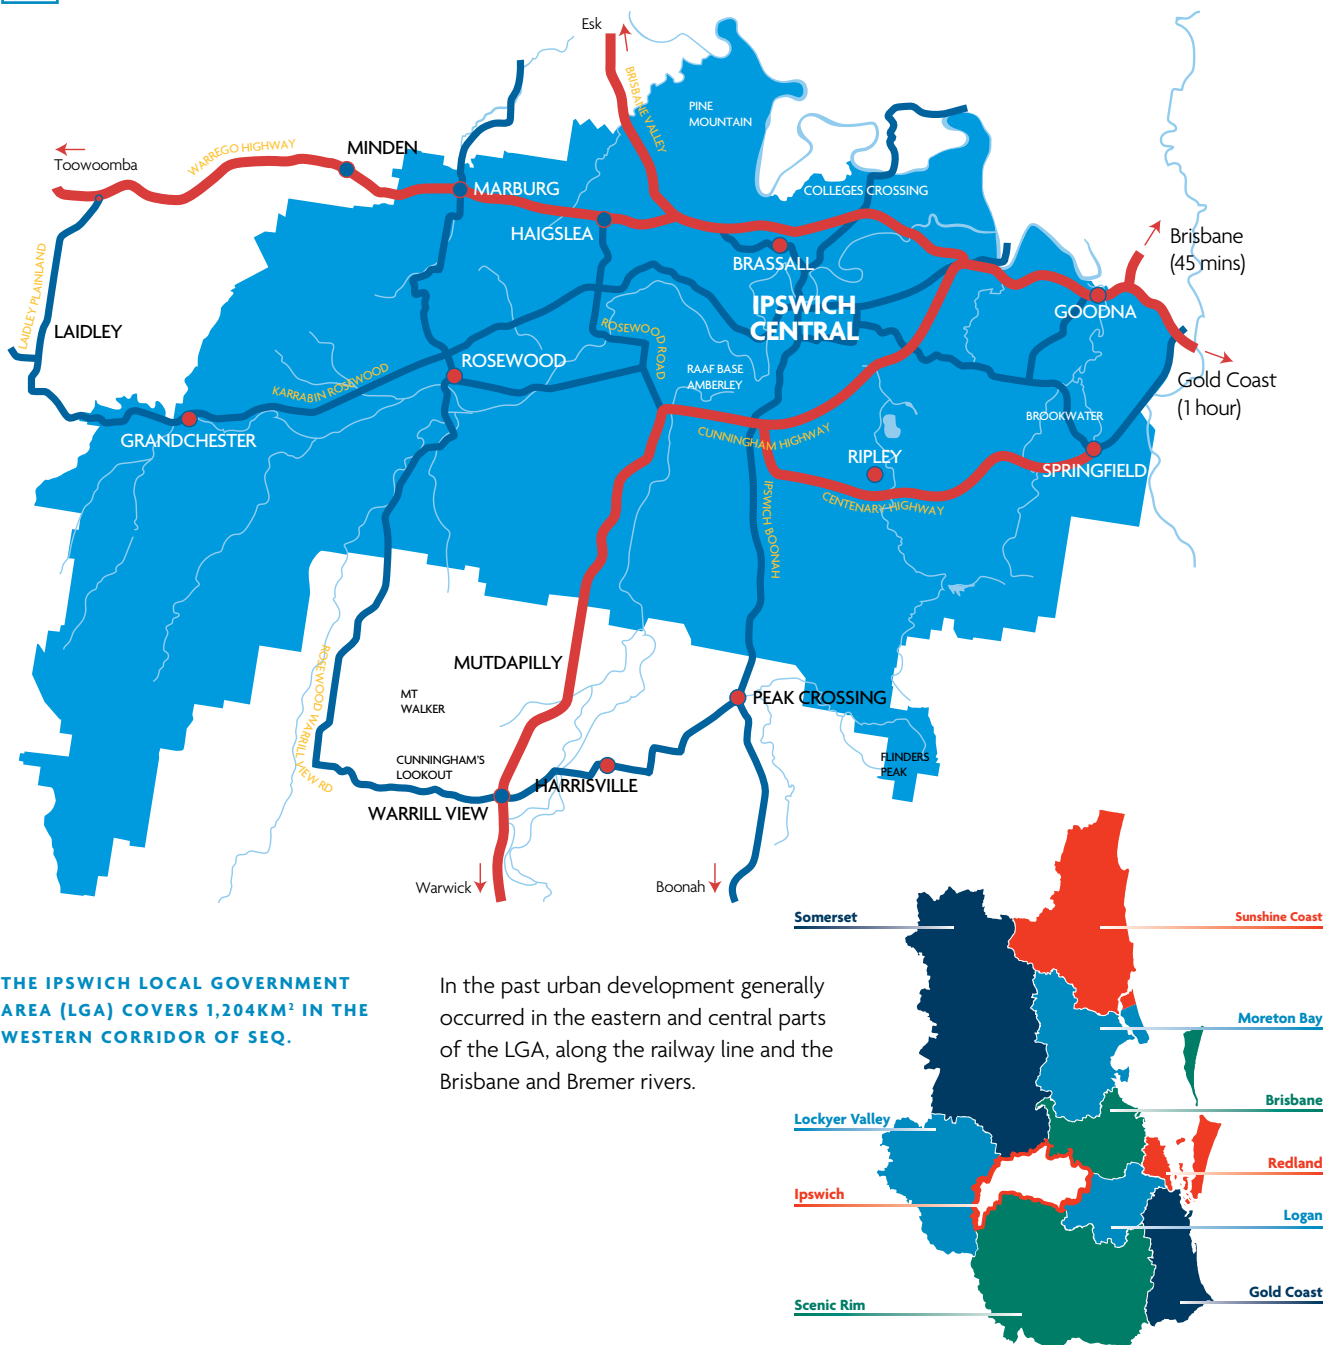 Esk
BRISBANE VALLEY
PINE
MOUNTAIN
WARREGO HIGHWAY
MINDEN
Toowoomba
MARBURG
COLLEGES CROSSING
HAIGSLEA
BRASSALL
Brisbane
(45 mins)
LAIDLEY PLAINLAND
LAIDLEY
IPSWICH
CENTRAL
GOODNA
ROSEWOOD ROAD
ROSEWOOD
RAAF BASE
AMBERLEY
KARRABIN ROSEWOOD
Gold Coast
(1 hour)
BROOKWATER
GRANDCHESTER
CUNNINGHAM HIGHWAY
RIPLEY
SPRINGFIELD
CENTENARY HIGHWAY
IPSWICH BOONAH
ROSEWOOD WARRILL VIEW RD
MUTDAPILLY
MT
WALKER
PEAK CROSSING
CUNNINGHAM'S
LOOKOUT
FLINDERS
PEAK
HARRISVILLE
WARRILL VIEW
Warwick
Boonah
THE IPSWICH LOCAL GOVERNMENT
AREA (LGA) COVERS 1,204KM² IN THE
WESTERN CORRIDOR OF SEQ.
In the past urban development generally
occurred in the eastern and central parts
of the LGA, along the railway line and the
Brisbane and Bremer rivers.
Somerset
Sunshine Coast
Moreton Bay
Brisbane
Lockyer Valley
Redland
Ipswich
Logan
Gold Coast
Scenic Rim